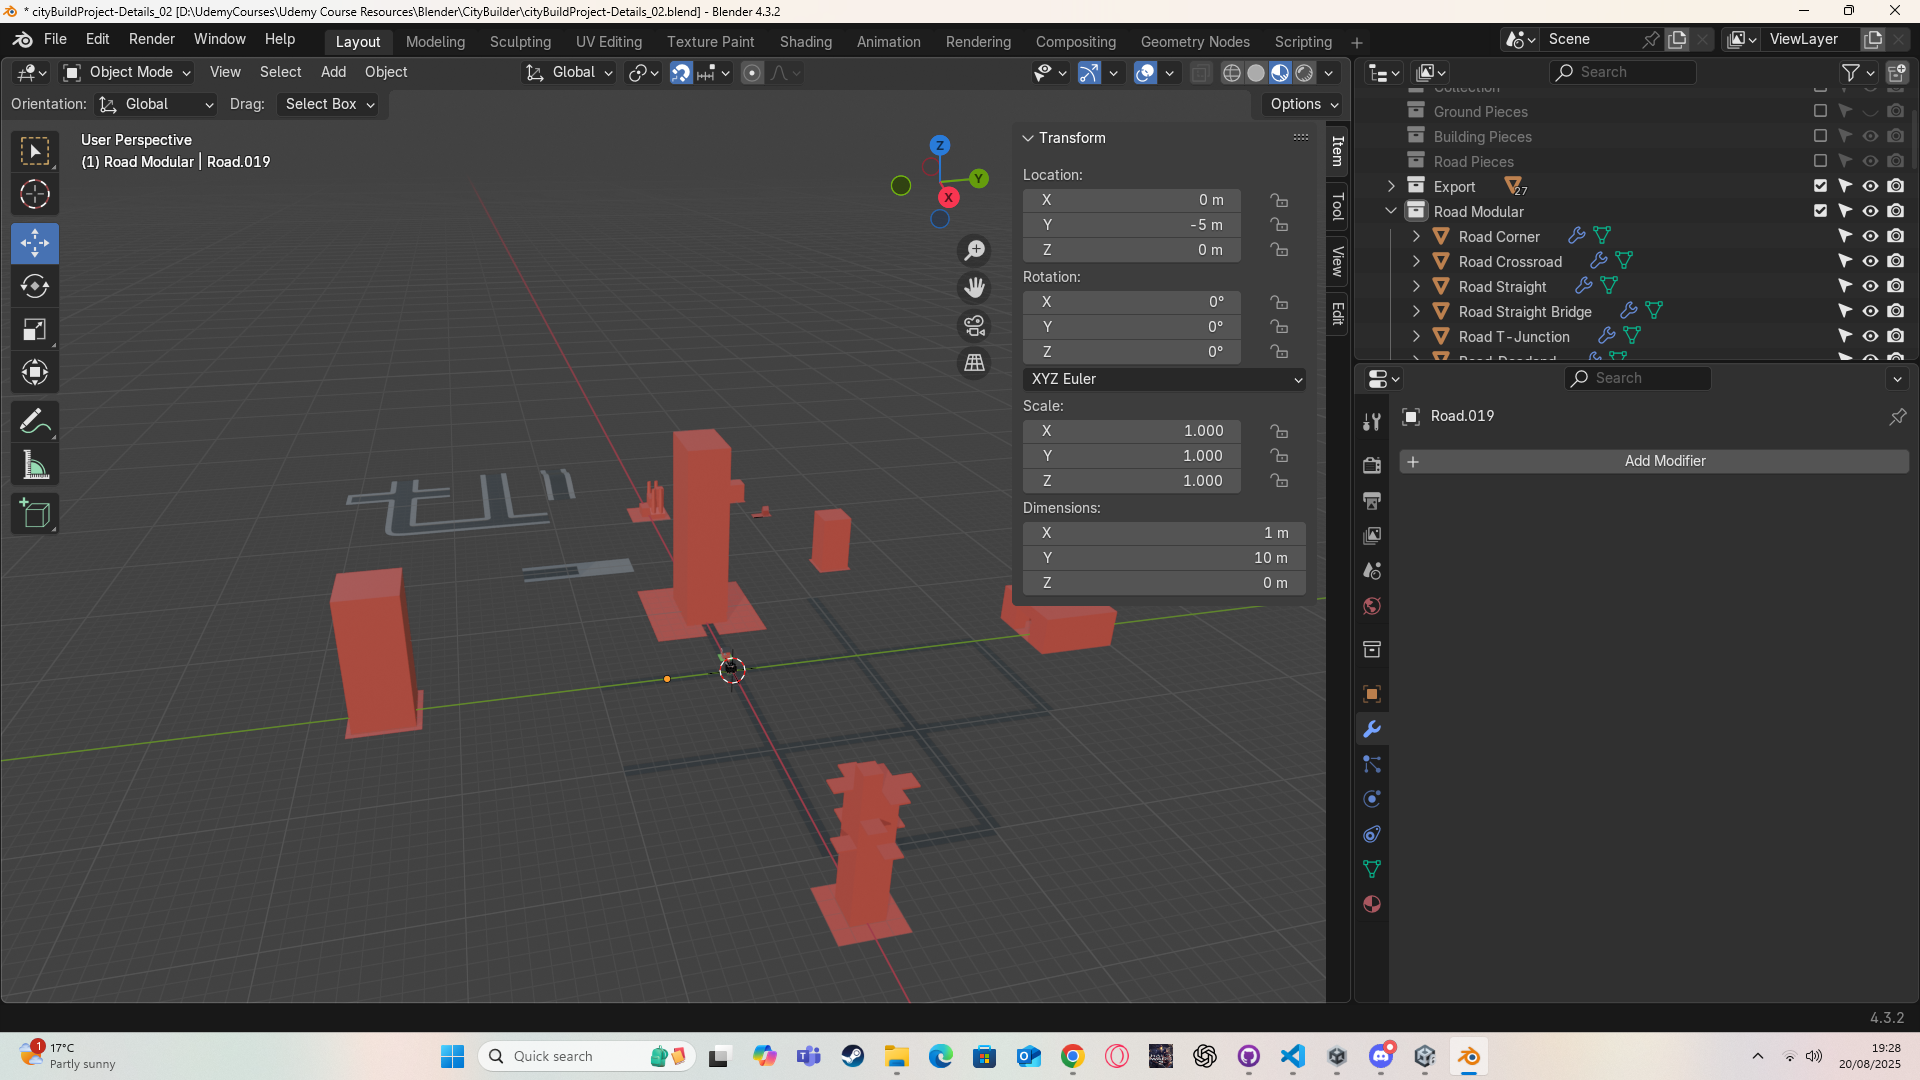 * cityBuildProject-Details_02 [D:\UdemyCourses\Udemy Course Resources\Blender\CityBuilder\cityBuildProject-Details_02.blend] - Blender 4.3.2
File Edit Render Window Help
Layout Modeling Sculpting UV Editing Texture Paint Shading Animation Rendering Compositing Geometry Nodes Scripting
Scene
ViewLayer
Object Mode View Select Add Object
Global
Search
Orientation: Global Drag: Select Box
Options
User Perspective
(1) Road Modular | Road.019
Z
Y
X
Transform
Location:
X 0 m
Y -5 m
Z 0 m
Rotation:
X 0°
Y 0°
Z 0°
XYZ Euler
Scale:
X 1.000
Y 1.000
Z 1.000
Dimensions:
X 1 m
Y 10 m
Z 0 m
Item
Tool
View
Edit
Collection
Ground Pieces
Building Pieces
Road Pieces
Export 27
Road Modular
Road Corner
Road Crossroad
Road Straight
Road Straight Bridge
Road T-Junction
Search
Road.019
Add Modifier
4.3.2
1
17°C
Partly sunny
Quick search
19:28
20/08/2025